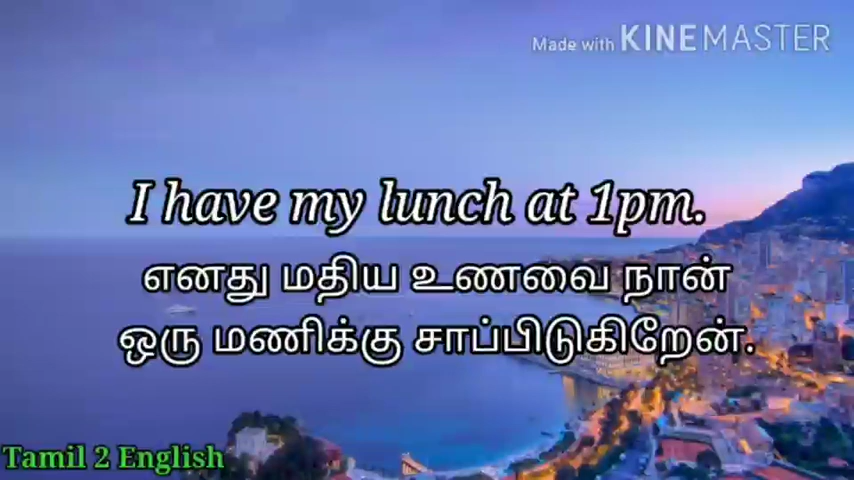 Made with KINEMASTER
I have my lunch at 1pm.
எனது மதிய உணவை நான்
ஒரு மணிக்கு சாப்பிடுகிறேன்.
Tamil 2 English